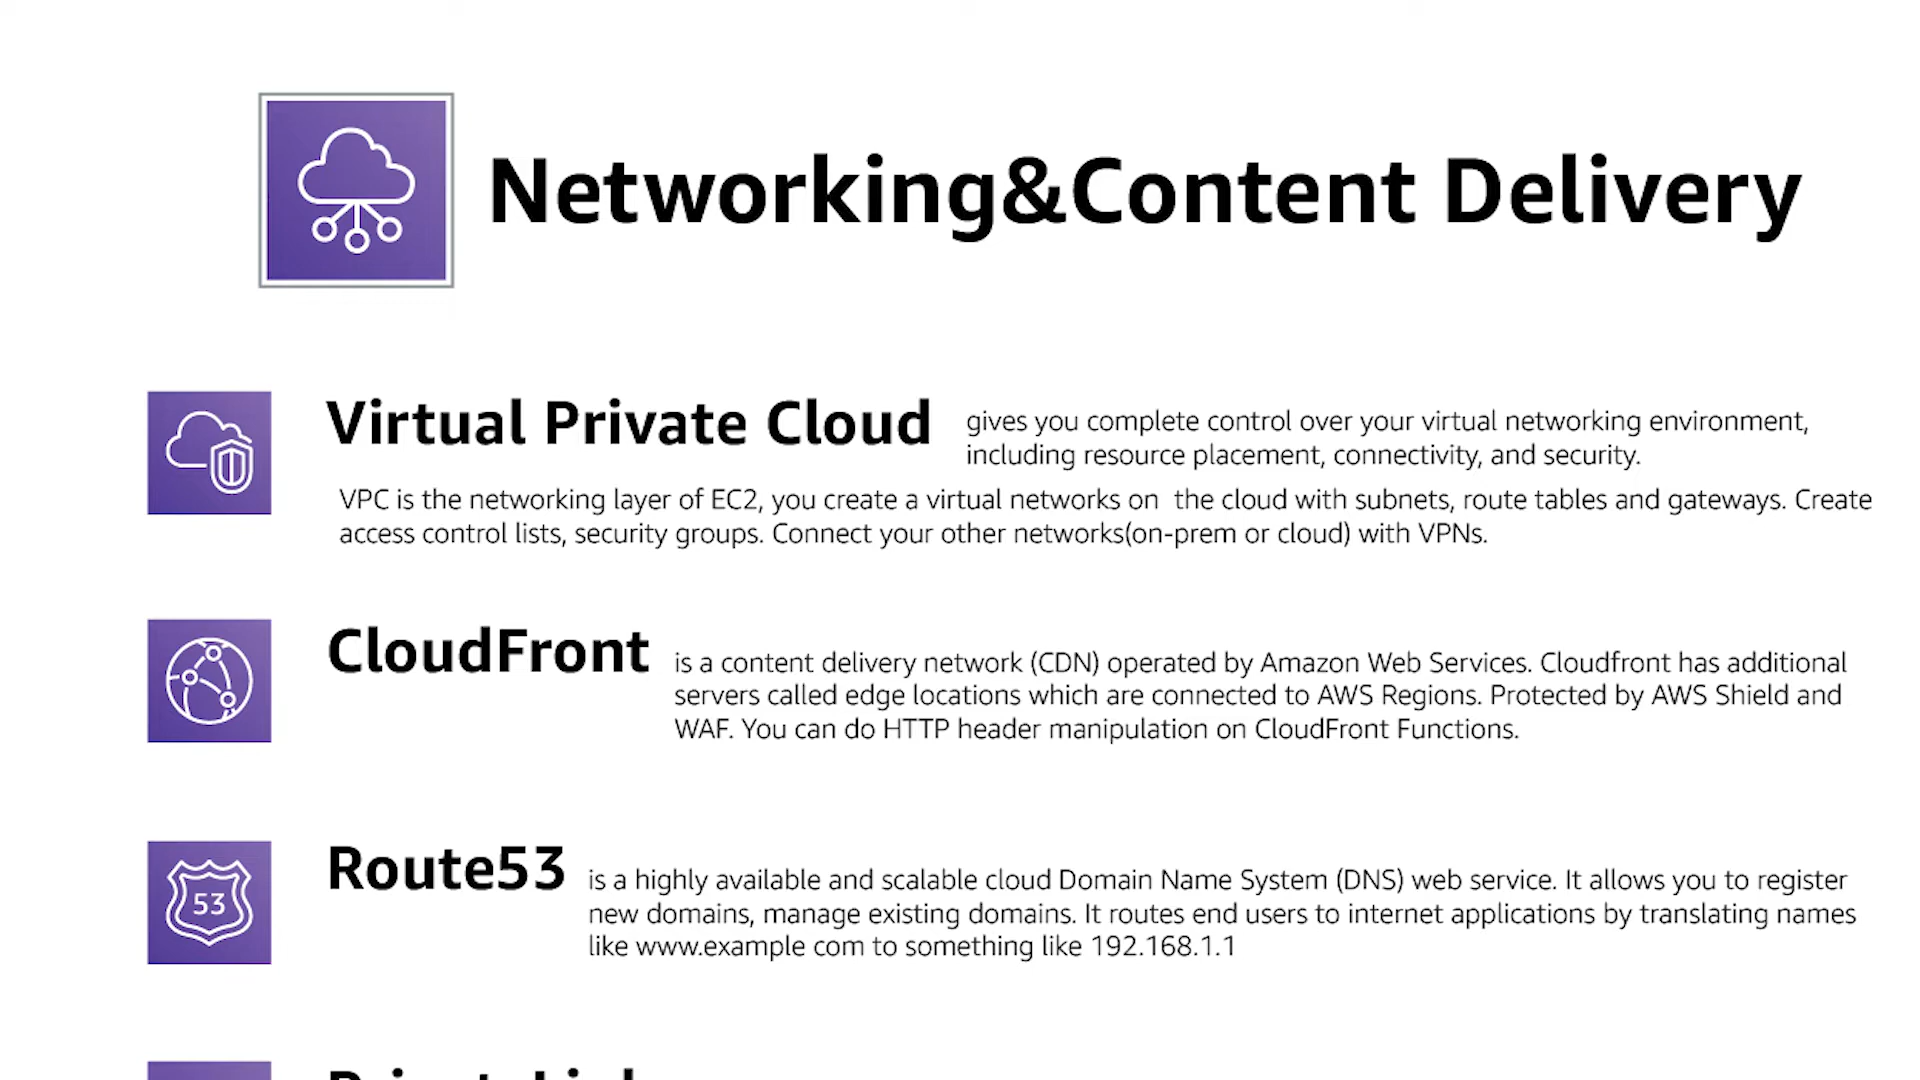 Networking&Content Delivery
Virtual Private Cloud
gives you complete control over your virtual networking environment,
including resource placement, connectivity, and security.
VPC is the networking layer of EC2, you create a virtual networks on  the cloud with subnets, route tables and gateways. Create
access control lists, security groups. Connect your other networks(on-prem or cloud) with VPNs.
CloudFront
is a content delivery network (CDN) operated by Amazon Web Services. Cloudfront has additional
servers called edge locations which are connected to AWS Regions. Protected by AWS Shield and
WAF. You can do HTTP header manipulation on CloudFront Functions.
53
Route53
is a highly available and scalable cloud Domain Name System (DNS) web service. It allows you to register
new domains, manage existing domains. It routes end users to internet applications by translating names
like www.example com to something like 192.168.1.1